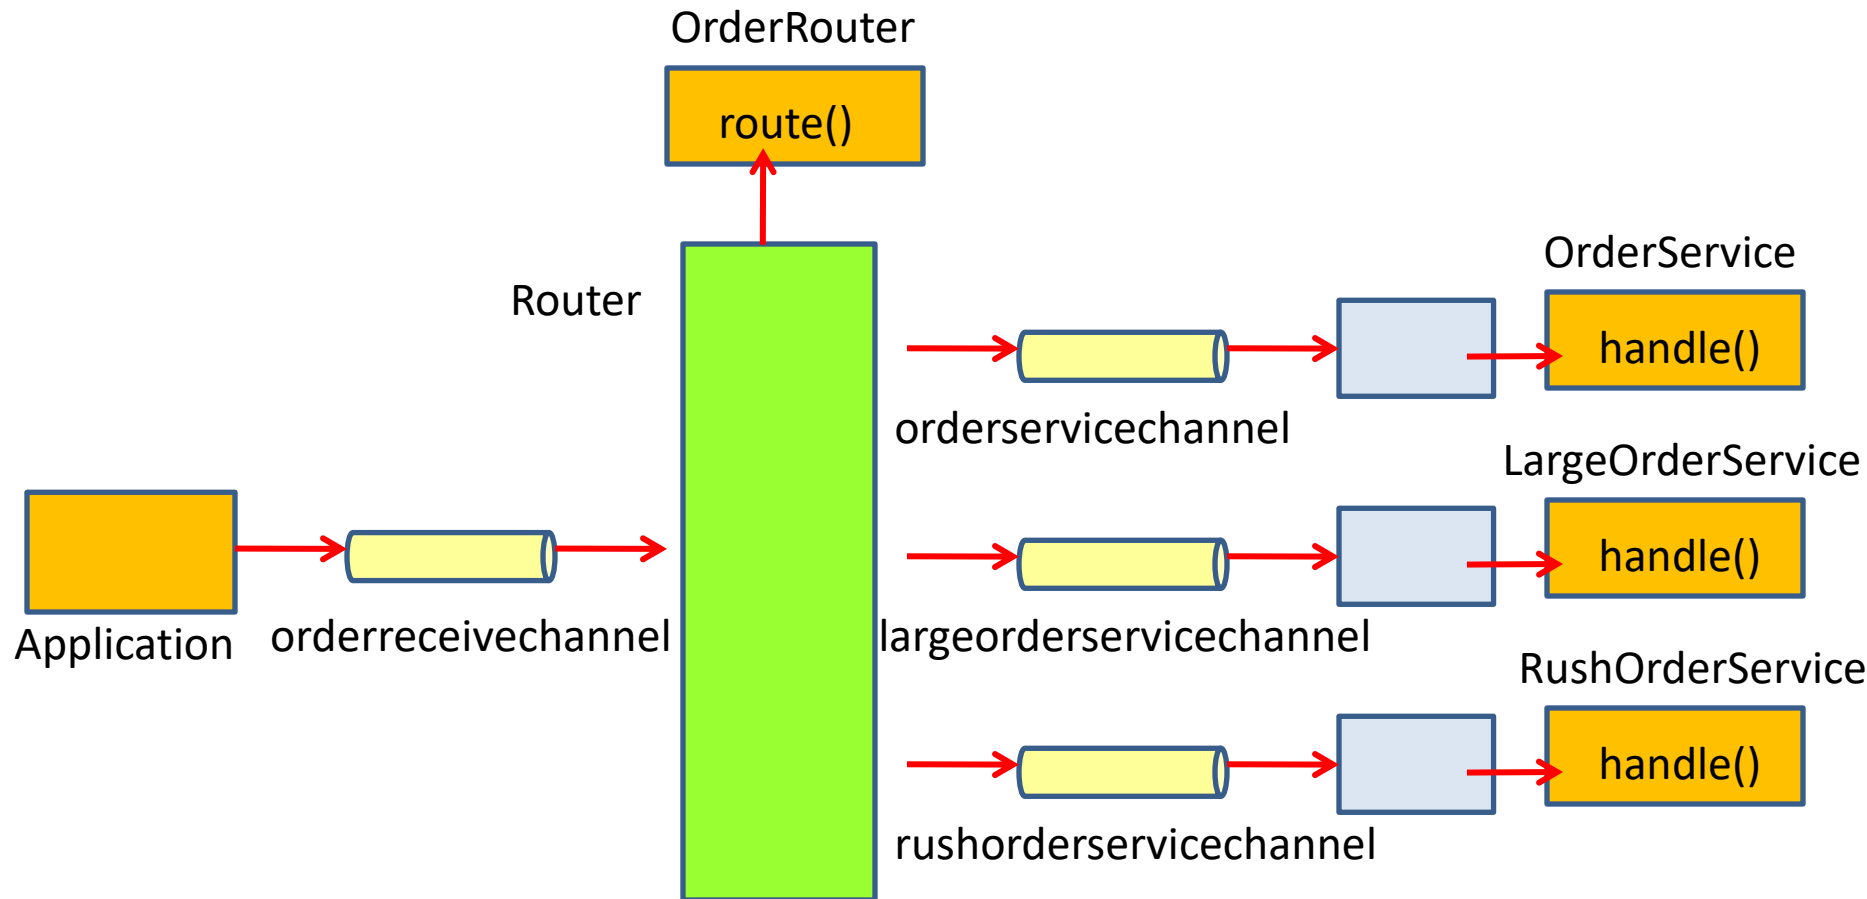 OrderRouter
route()
Router
OrderService
handle()
orderservicechannel
LargeOrderService
handle()
Application
orderreceivechannel
largeorderservicechannel
RushOrderService
handle()
rushorderservicechannel